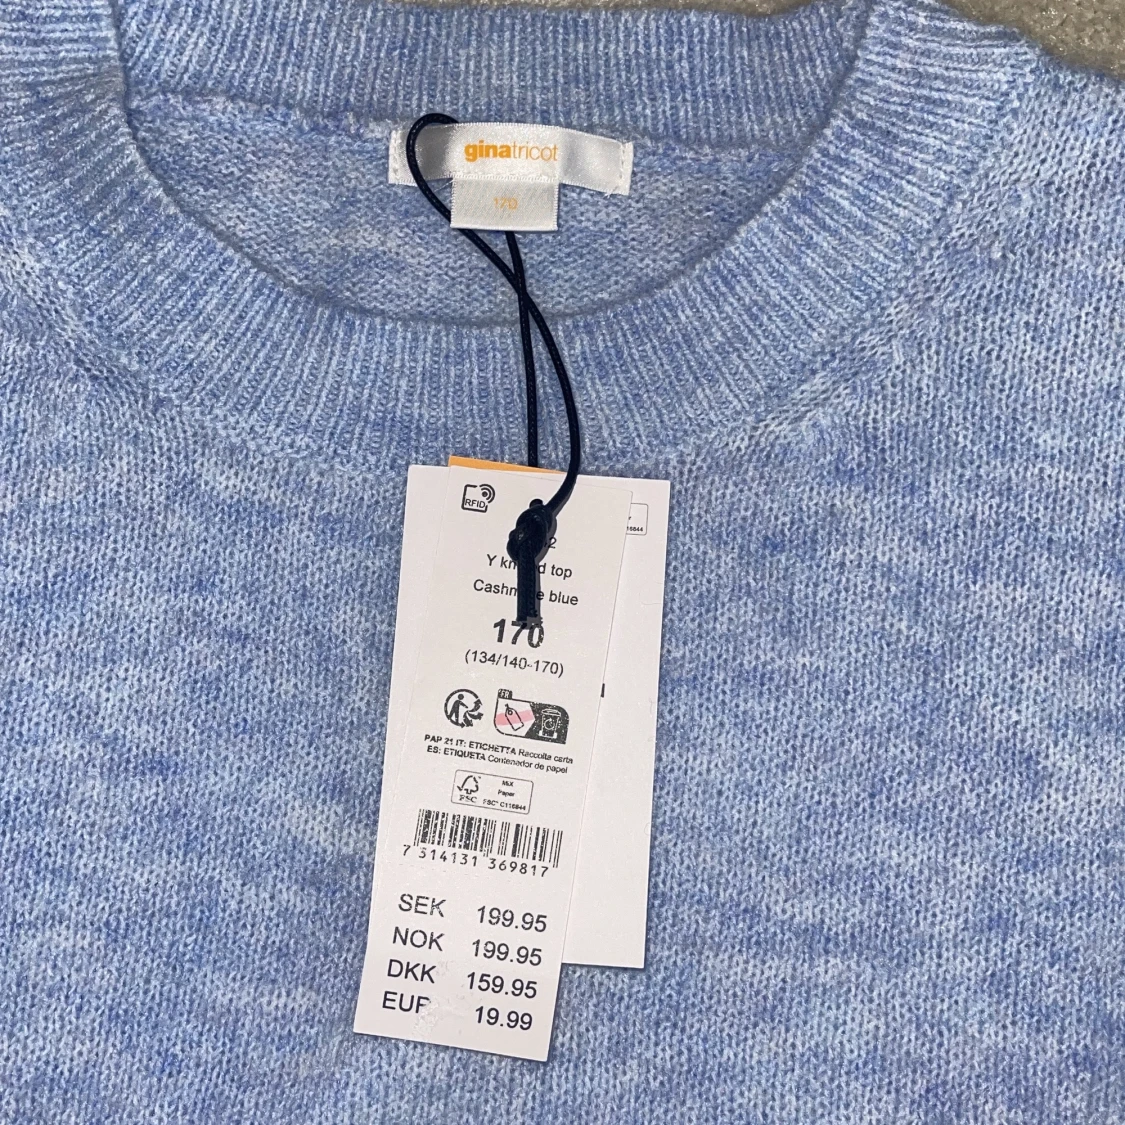 ginatricot
170
RFID
2
Y top
blue
170
(134/140-170)
FR
PAP 21 IT: ETICHETTA Raccolta carta
ES: ETIQUETA Contenedor de papel
MIX
Paper
FSC FSC® C116844
7 314131 369817
SEK 199.95
NOK 199.95
DKK 159.95
EUR 19.99